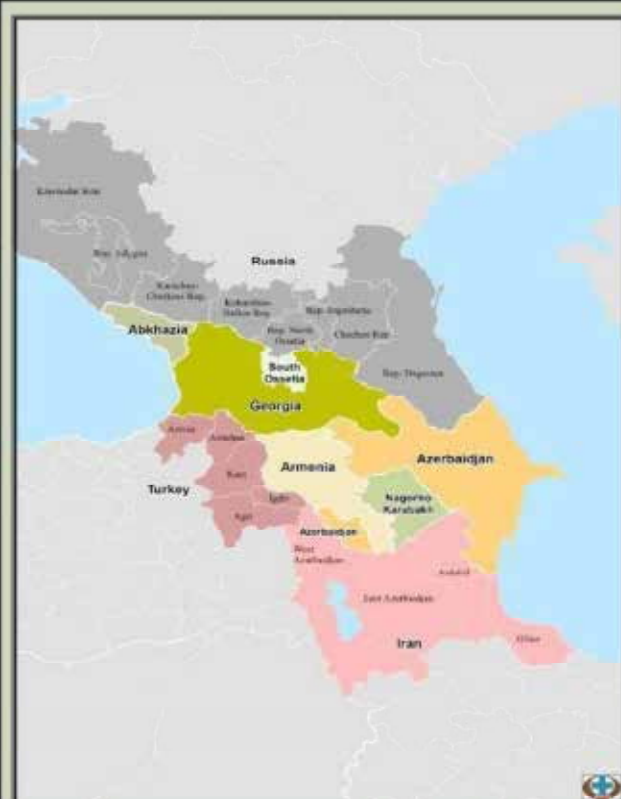 Krasnodar Krai
Rep. Adygea
Russia
Karachay-
Cherkess Rep.
Kabardino-
Balkar Rep.
Rep. Ingushetia
Abkhazia
Rep. North
Ossetia
Chechen Rep.
South
Ossetia
Rep. Dagestan
Georgia
Artvin
Ardahan
Azerbaidjan
Armenia
Kars
Turkey
Igdir
Nagorno
Karabakh
Agri
Azerbaidjan
West
Azarbaidjan
Ardabil
East Azarbaidjan
Iran
Gilan